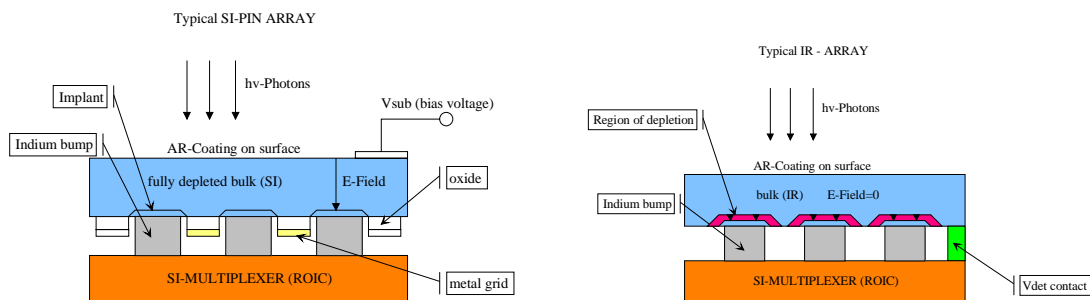 Typical SI-PIN ARRAY
hv-Photons
Implant
Vsub (bias voltage)
Indium bump
AR-Coating on surface
fully depleted bulk (SI)
E-Field
oxide
SI-MULTIPLEXER (ROIC)
metal grid
Typical IR - ARRAY
hv-Photons
Region of depletion
AR-Coating on surface
bulk (IR)
E-Field=0
Indium bump
SI-MULTIPLEXER (ROIC)
Vdet contact